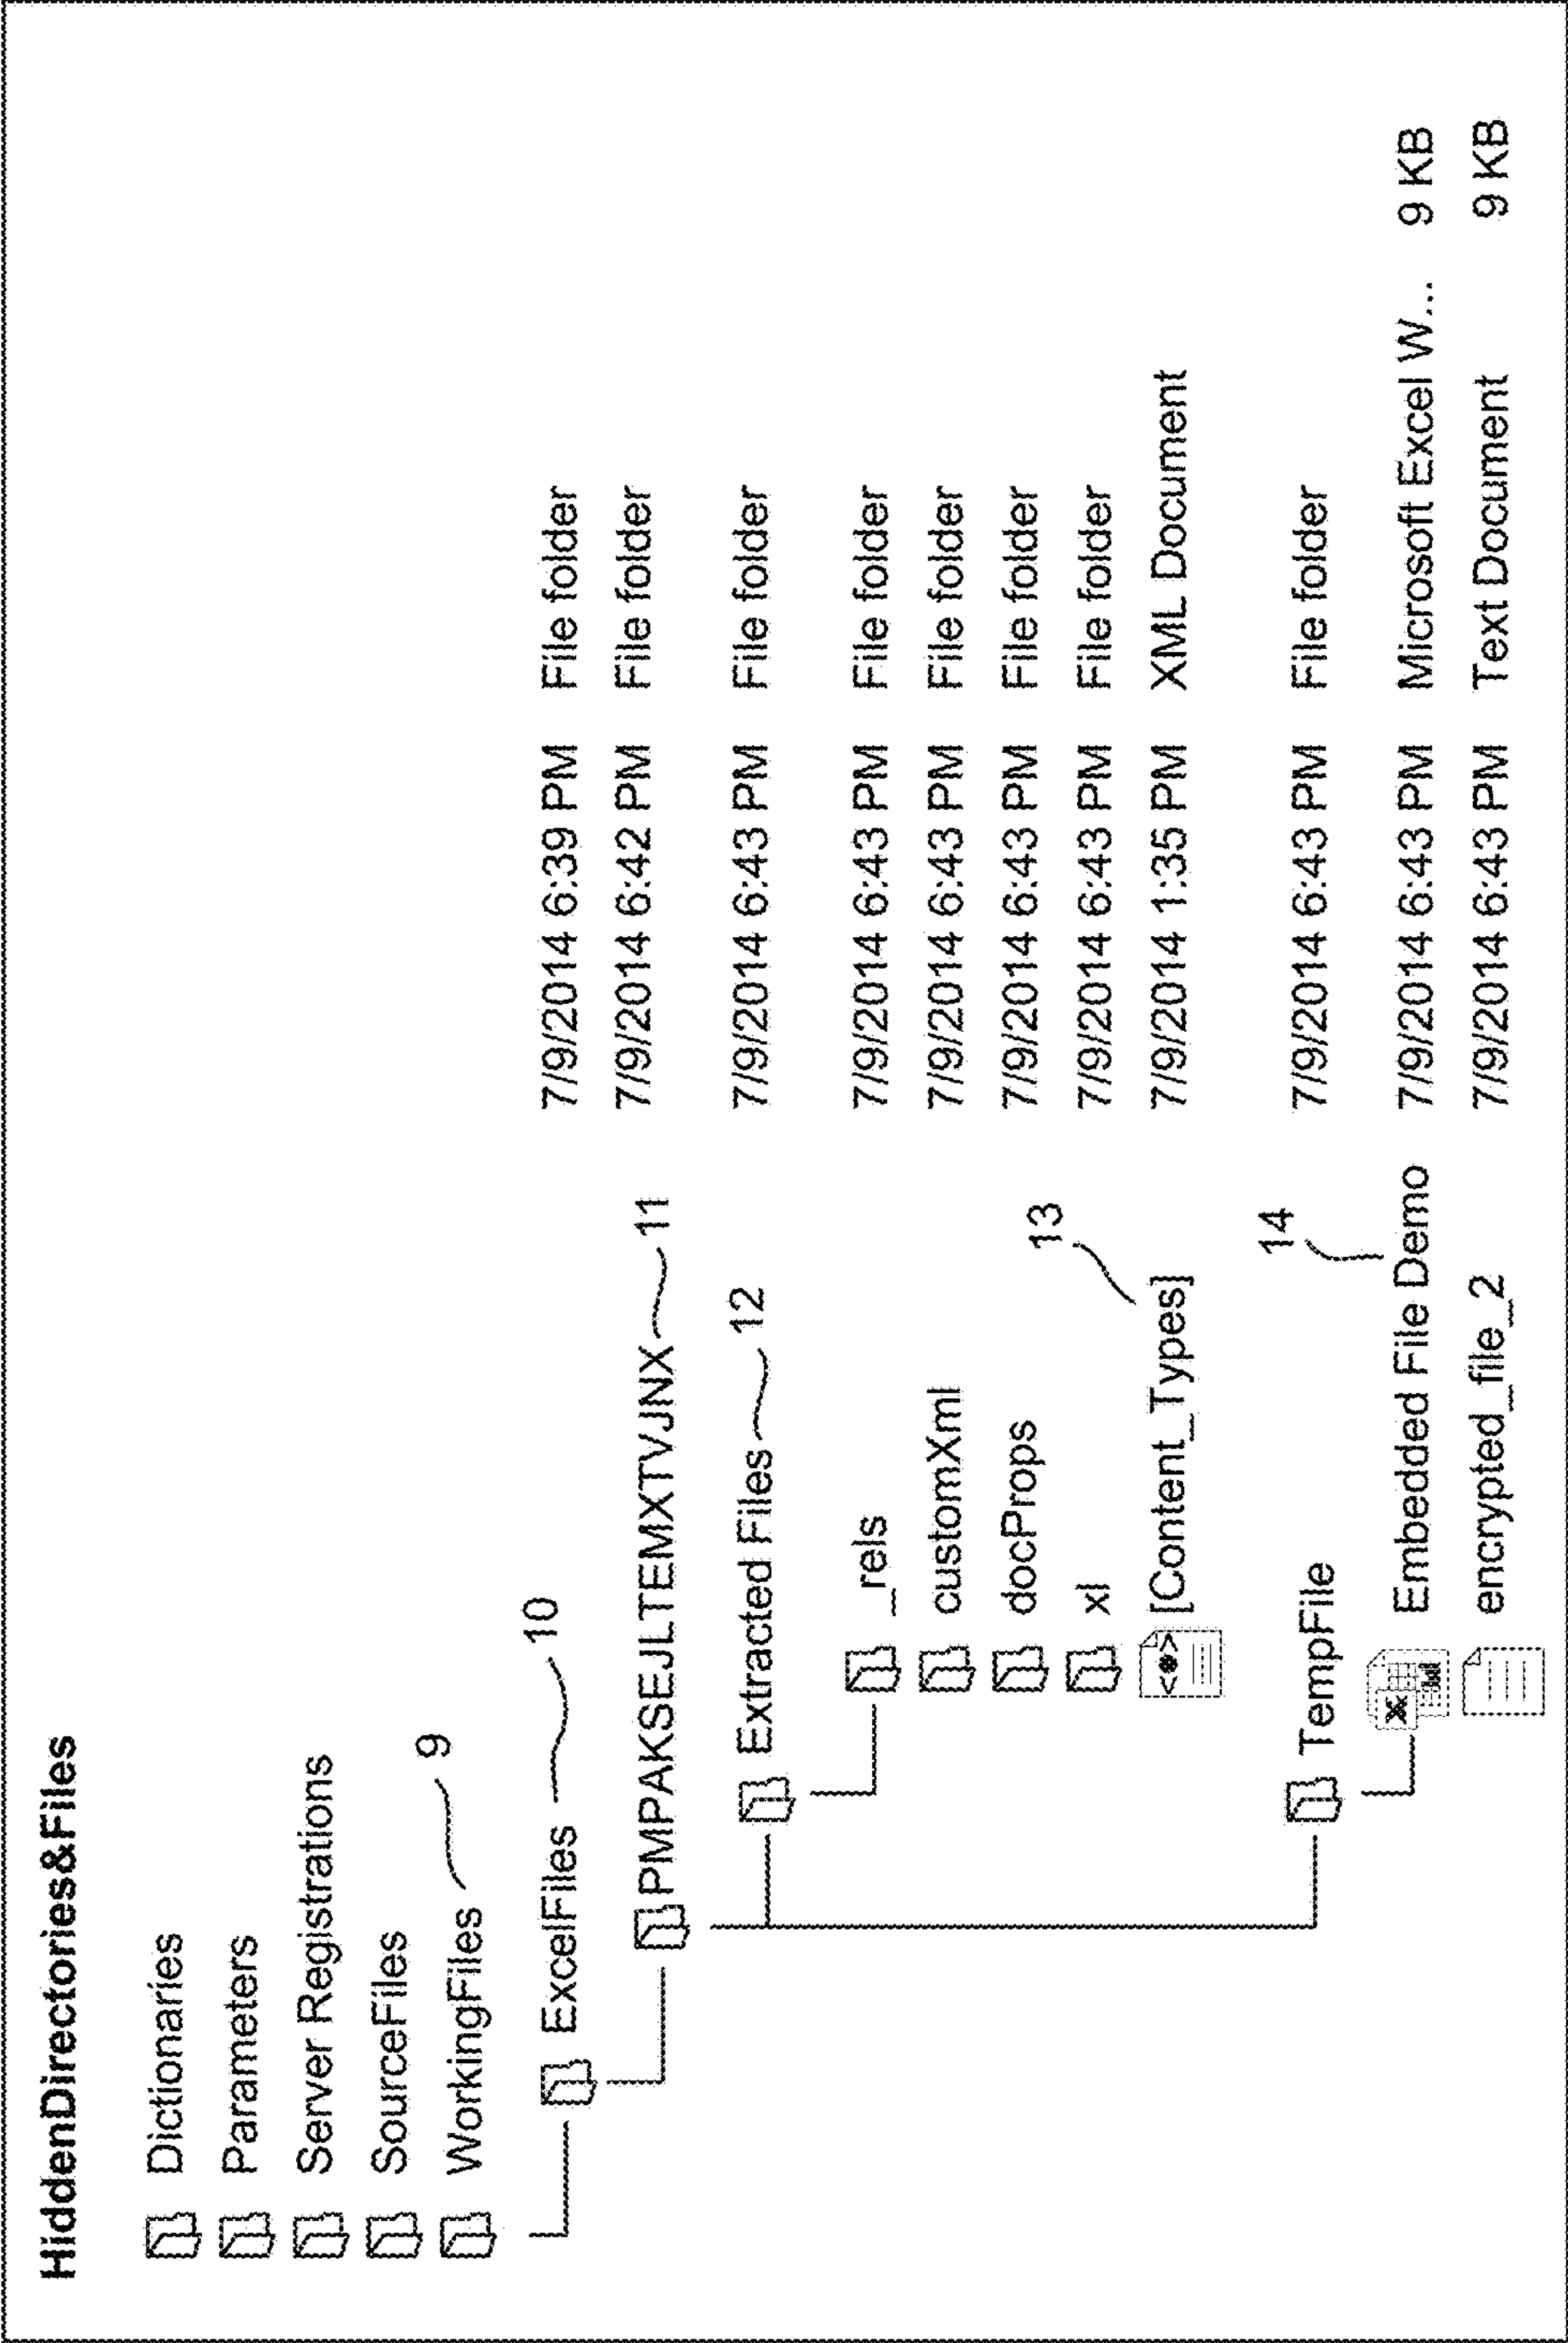 HiddenDirectories&Files
Dictionaries
Parameters
Server Registrations
SourceFiles
WorkingFiles 9
ExcelFiles 10 7/9/2014 6:39 PM File folder
PMPAKSEJLTEMXTVJNX 11 7/9/2014 6:42 PM File folder
Extracted Files 12 7/9/2014 6:43 PM File folder
_rels 7/9/2014 6:43 PM File folder
customXml 7/9/2014 6:43 PM File folder
docProps 7/9/2014 6:43 PM File folder
13
xl 7/9/2014 6:43 PM File folder
[Content_Types] 7/9/2014 1:35 PM XML Document
14
TempFile 7/9/2014 6:43 PM File folder
Embedded File Demo 7/9/2014 6:43 PM Microsoft Excel W... 9 KB
encrypted_file_2 7/9/2014 6:43 PM Text Document 9 KB